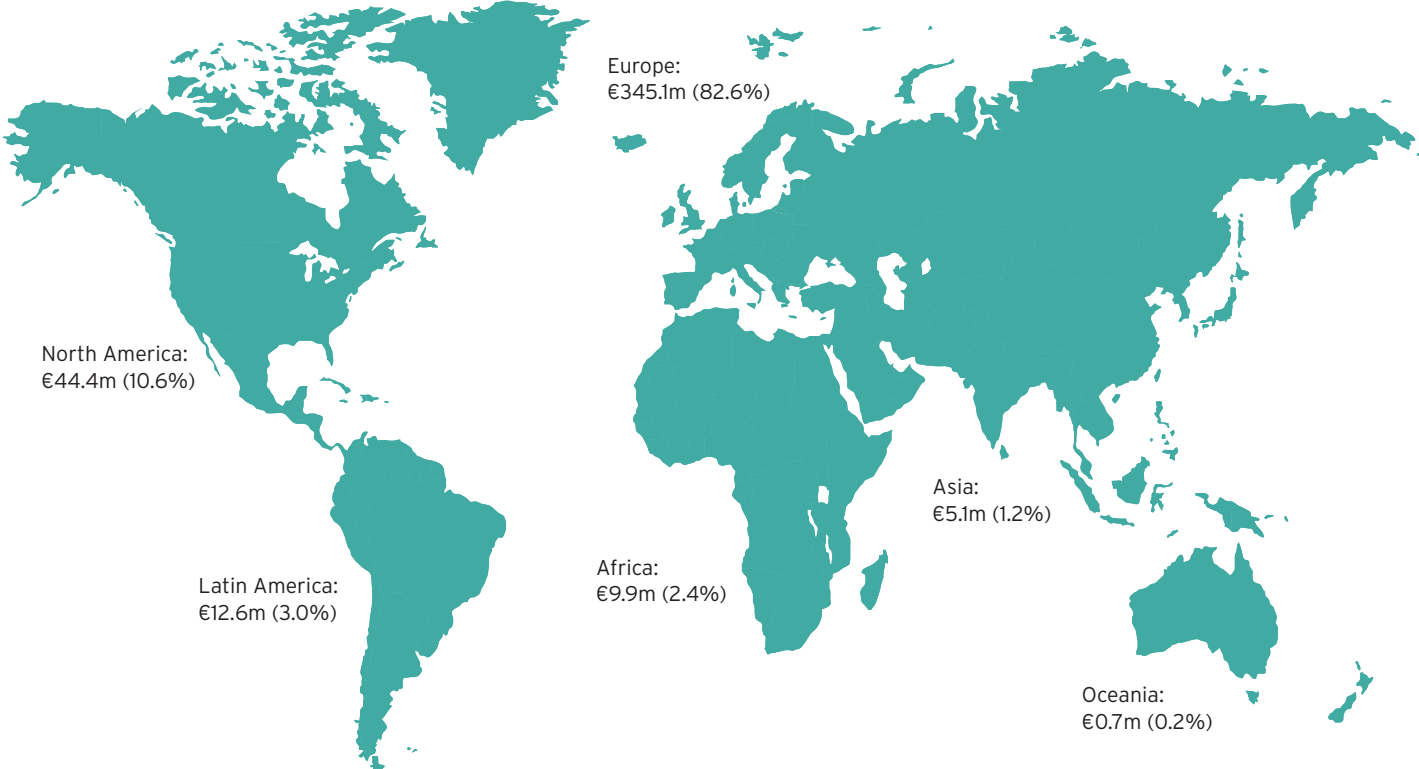 Europe:
€345.1m (82.6%)
North America:
€44.4m (10.6%)
Asia:
€5.1m (1.2%)
Africa:
€9.9m (2.4%)
Latin America:
€12.6m (3.0%)
Oceania:
€0.7m (0.2%)